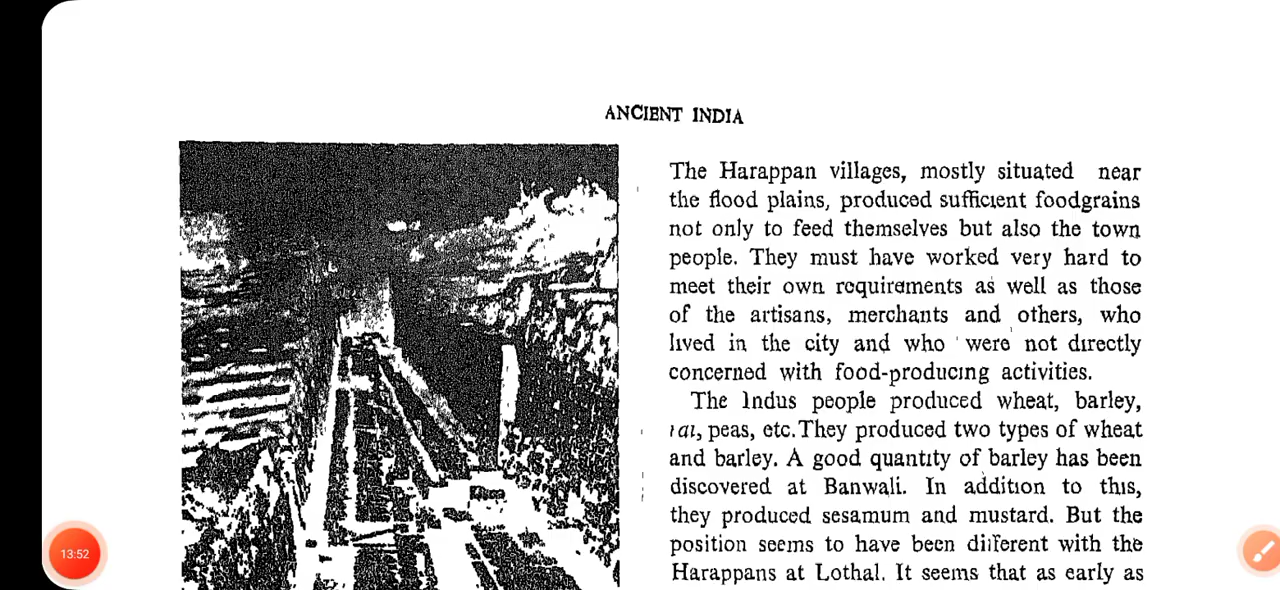 ANCIENT INDIA
The Harappan villages, mostly situated near
the flood plains, produced sufficient foodgrains
not only to feed themselves but also the town
people. They must have worked very hard to
meet their own requirements as well as those
of the artisans, merchants and others, who
lived in the city and who were not directly
concerned with food-producing activities.
The Indus people produced wheat, barley,
rai, peas, etc. They produced two types of wheat
and barley. A good quantity of barley has been
discovered at Banwali. In addition to this,
they produced sesamum and mustard. But the
position seems to have been different with the
Harappans at Lothal. It seems that as early as
13:52